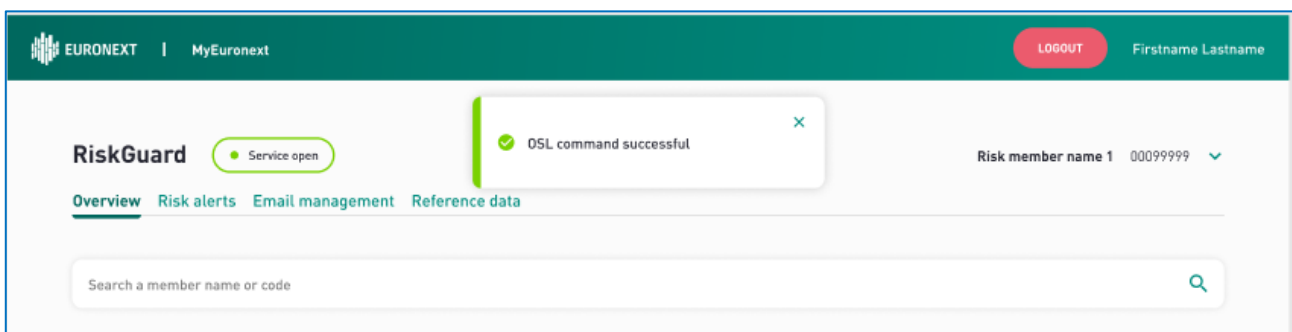 EURONEXT | MyEuronext LOGOUT Firstname Lastname
OSL command successful
RiskGuard Service open Risk member name 1 00099999
Overview Risk alerts Email management Reference data
Search a member name or code